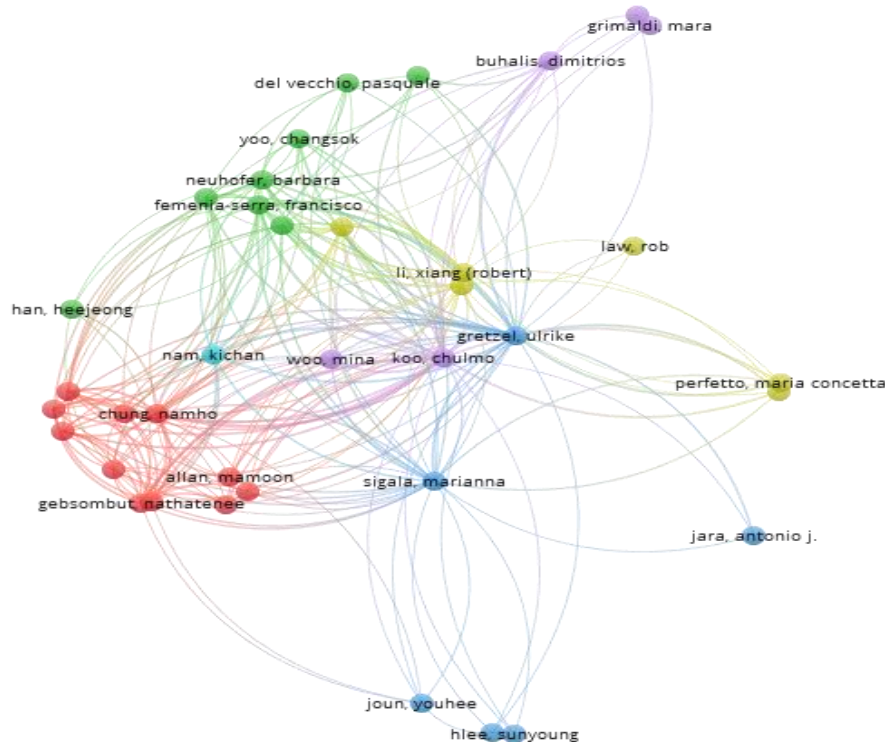 grimaldi, mara
buhalis, dimitrios
del vecchio, pasquale
yoo, changsok
neuhofer, barbara
femenia-serra, francisco
law, rob
li, xiang (robert)
han, heejeong
gretzel, ulrike
nam, kichan
woo, mina
koo, chulmo
perfetto, maria concetta
chung, namho
allan, mamoon
sigala, marianna
gebsombut, nathatenee
jara, antonio j.
joun, youhee
hlee, sunyoung